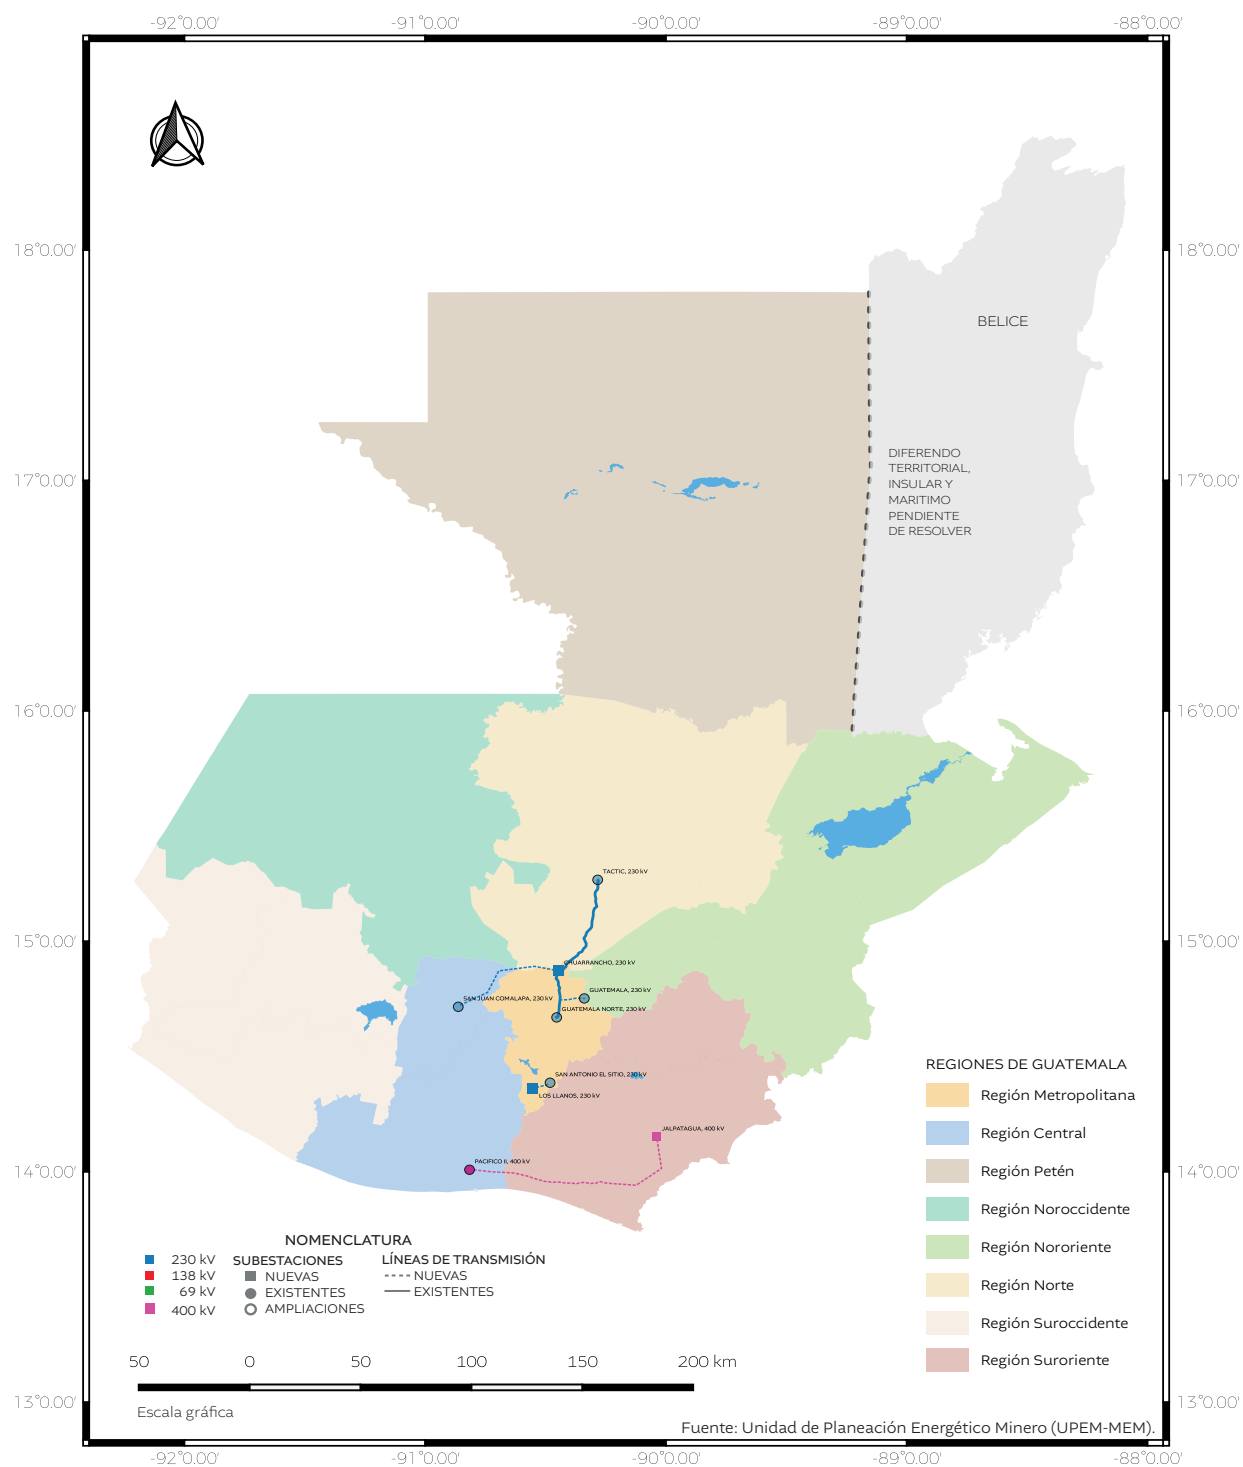 -92°0.00'
-91°0.00'
-90°0.00'
-89°0.00'
-88°0.00'
18°0.00'
18°0.00'
BELICE
DIFERENDO
TERRITORIAL,
INSULAR Y
MARITIMO
PENDIENTE
DE RESOLVER
17°0.00'
17°0.00'
16°0.00'
16°0.00'
TACTIC, 230 kV
15°0.00'
15°0.00'
CHUARRANCHO, 230 kV
GUATEMALA, 230 kV
SAN JUAN COMALAPA, 230 kV
GUATEMALA NORTE, 230 kV
SAN ANTONIO EL SITIO, 230 kV
LOS LLANOS, 230 kV
JALPATAGUA, 400 kV
PACIFICO II, 400 kV
14°0.00'
14°0.00'
REGIONES DE GUATEMALA
Región Metropolitana
Región Central
Región Petén
Región Noroccidente
Región Nororiente
Región Norte
Región Suroccidente
Región Suroriente
NOMENCLATURA
230 kV
138 kV
69 kV
400 kV
SUBESTACIONES
NUEVAS
EXISTENTES
AMPLIACIONES
LÍNEAS DE TRANSMISIÓN
NUEVAS
EXISTENTES
50 0 50 100 150 200 km
Escala gráfica
13°0.00'
13°0.00'
Fuente: Unidad de Planeación Energético Minero (UPEM-MEM).
-92°0.00'
-91°0.00'
-90°0.00'
-89°0.00'
-88°0.00'